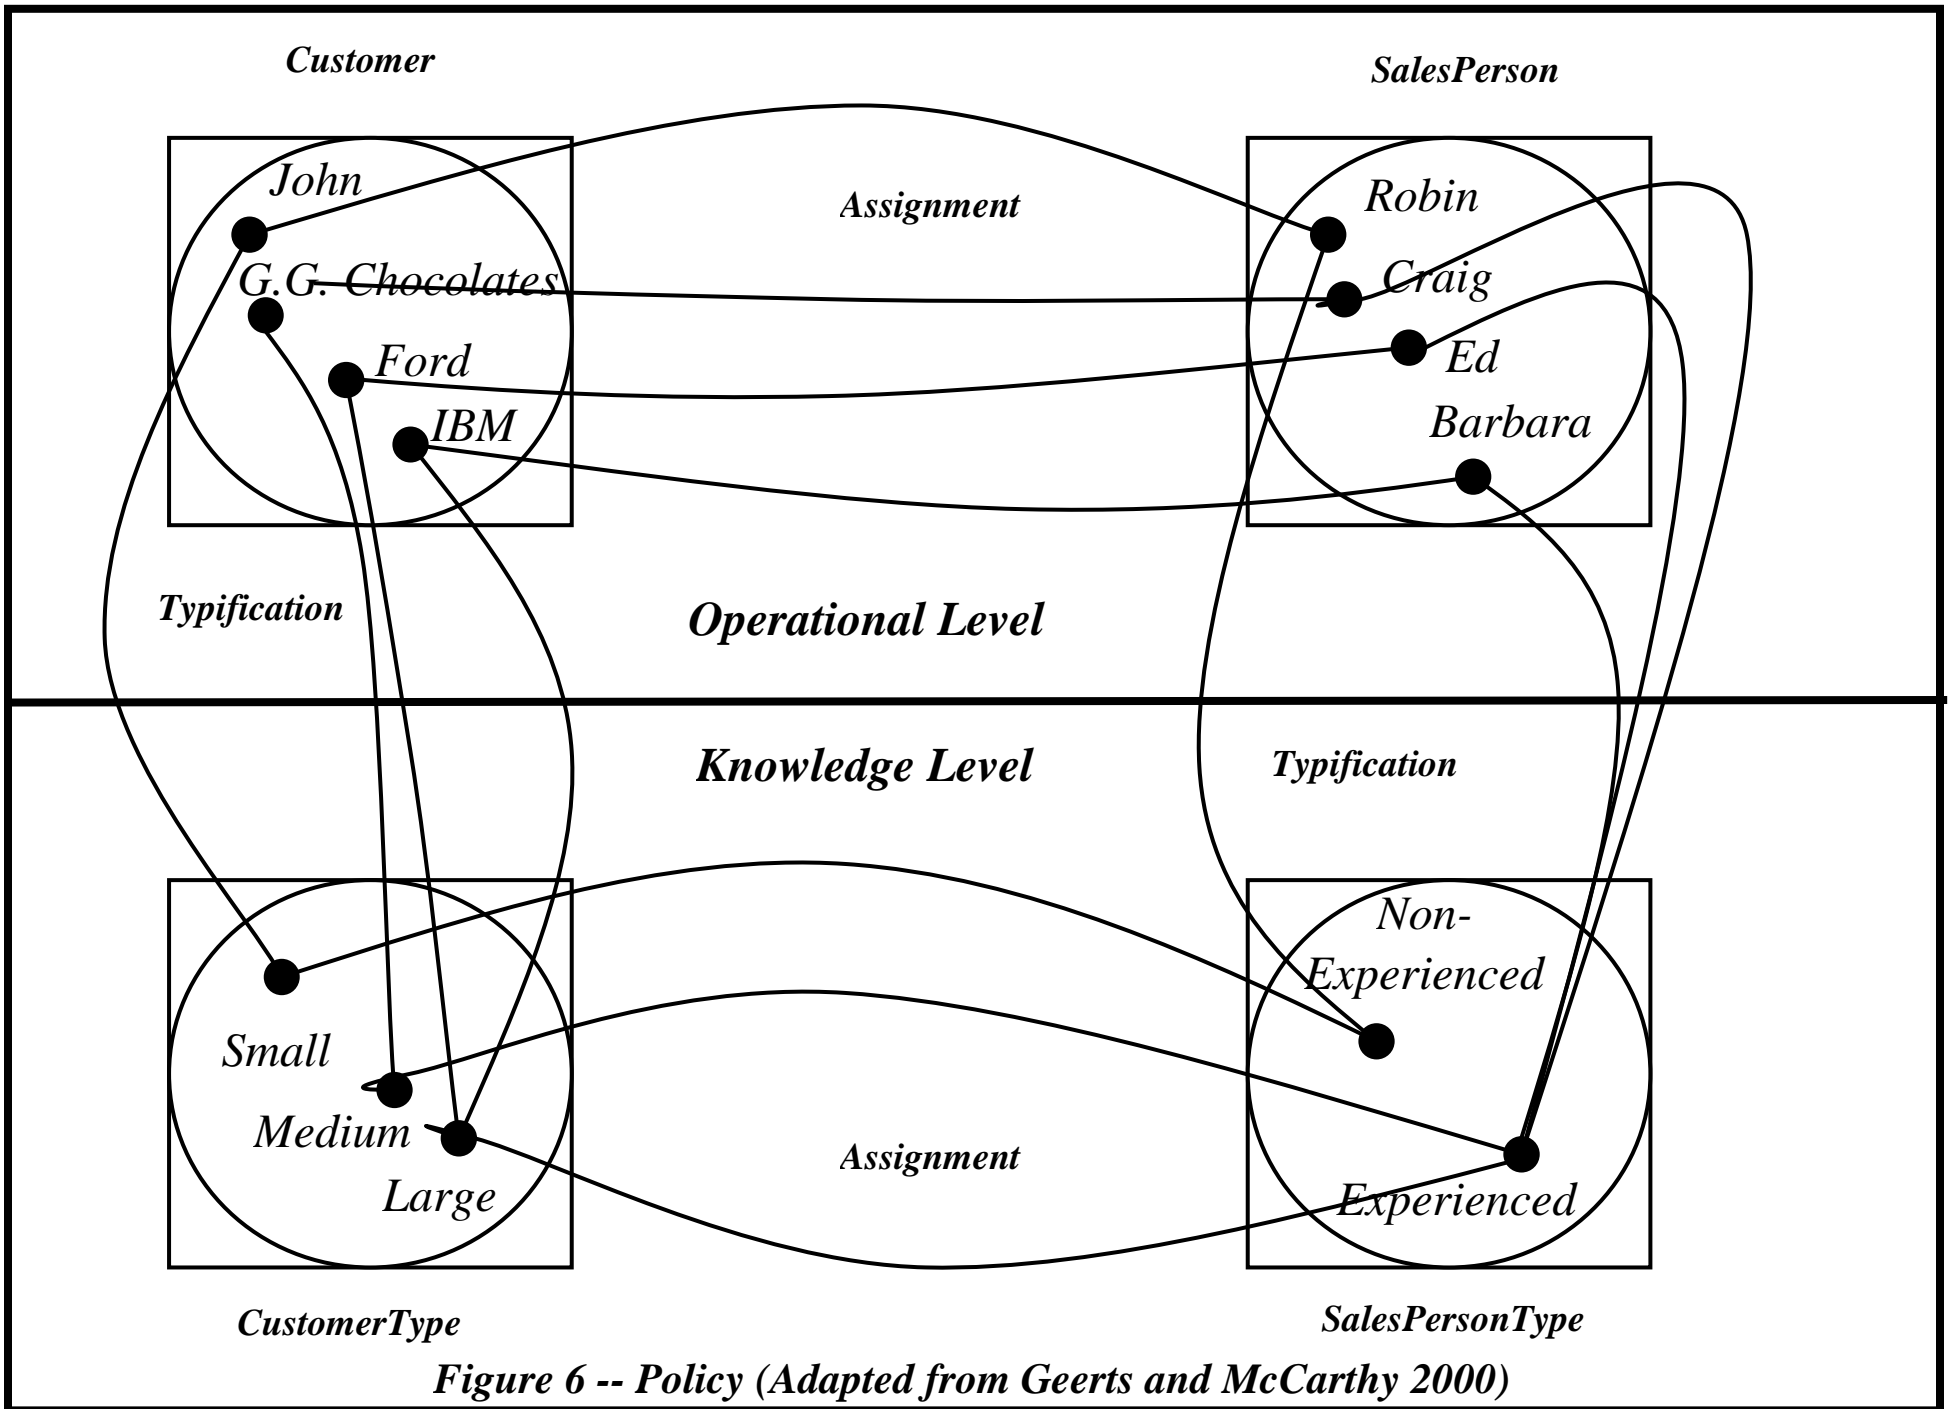 Customer
SalesPerson
John
Robin
Assignment
G.G. Chocolates
Craig
Ford
Ed
IBM
Barbara
Typification
Operational Level
Knowledge Level
Typification
Non-
Experienced
Small
Medium
Assignment
Large
Experienced
CustomerType
SalesPersonType
Figure 6 -- Policy (Adapted from Geerts and McCarthy 2000)